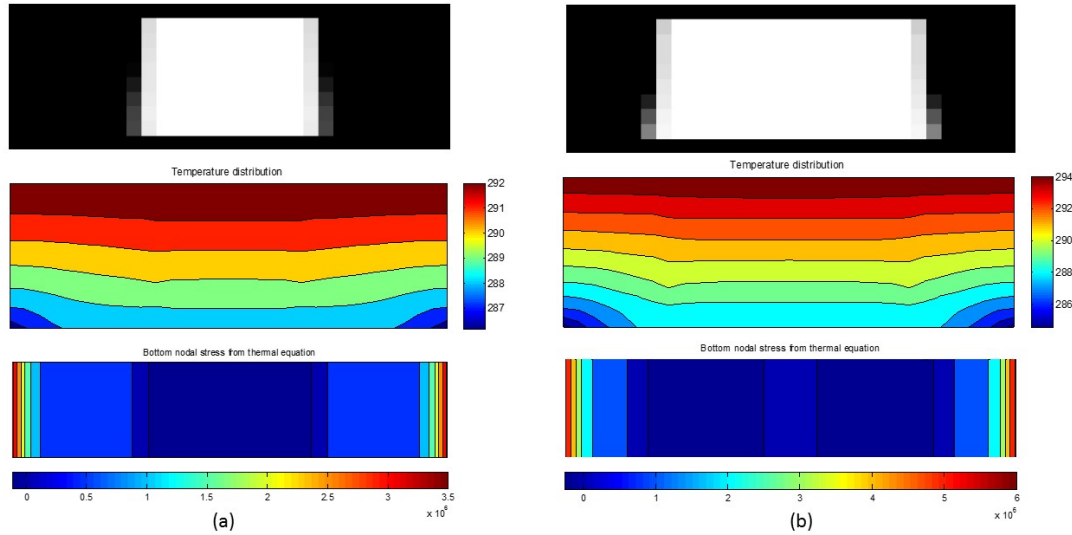 Temperature distribution
292
291
290
289
288
287
Bottom nodal stress from thermal equation
0 0.5 1 1.5 2 2.5 3 3.5
x 10^6
(a)
Temperature distribution
294
292
290
288
286
Bottom nodal stress from thermal equation
0 1 2 3 4 5 6
x 10^6
(b)